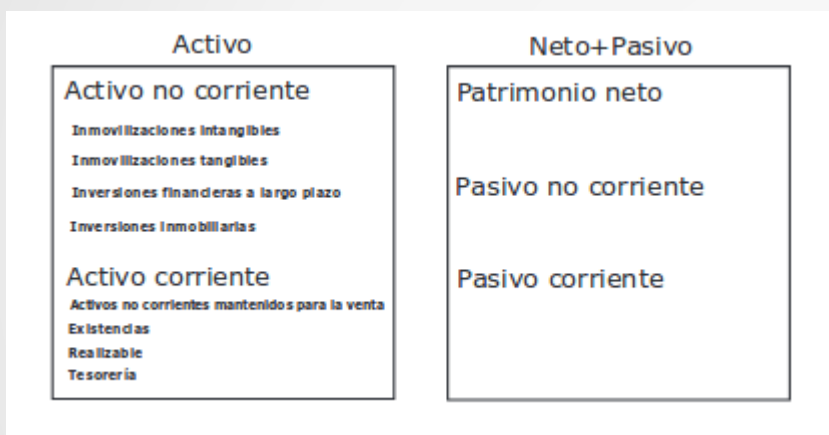 Activo
Activo no corriente
Inmovilizaciones intangibles
Inmovilizaciones tangibles
Inversiones financieras a largo plazo
Inversiones inmobiliarias
Activo corriente
Activos no corrientes mantenidos para la venta
Existencias
Realizable
Tesorería
Neto+Pasivo
Patrimonio neto
Pasivo no corriente
Pasivo corriente